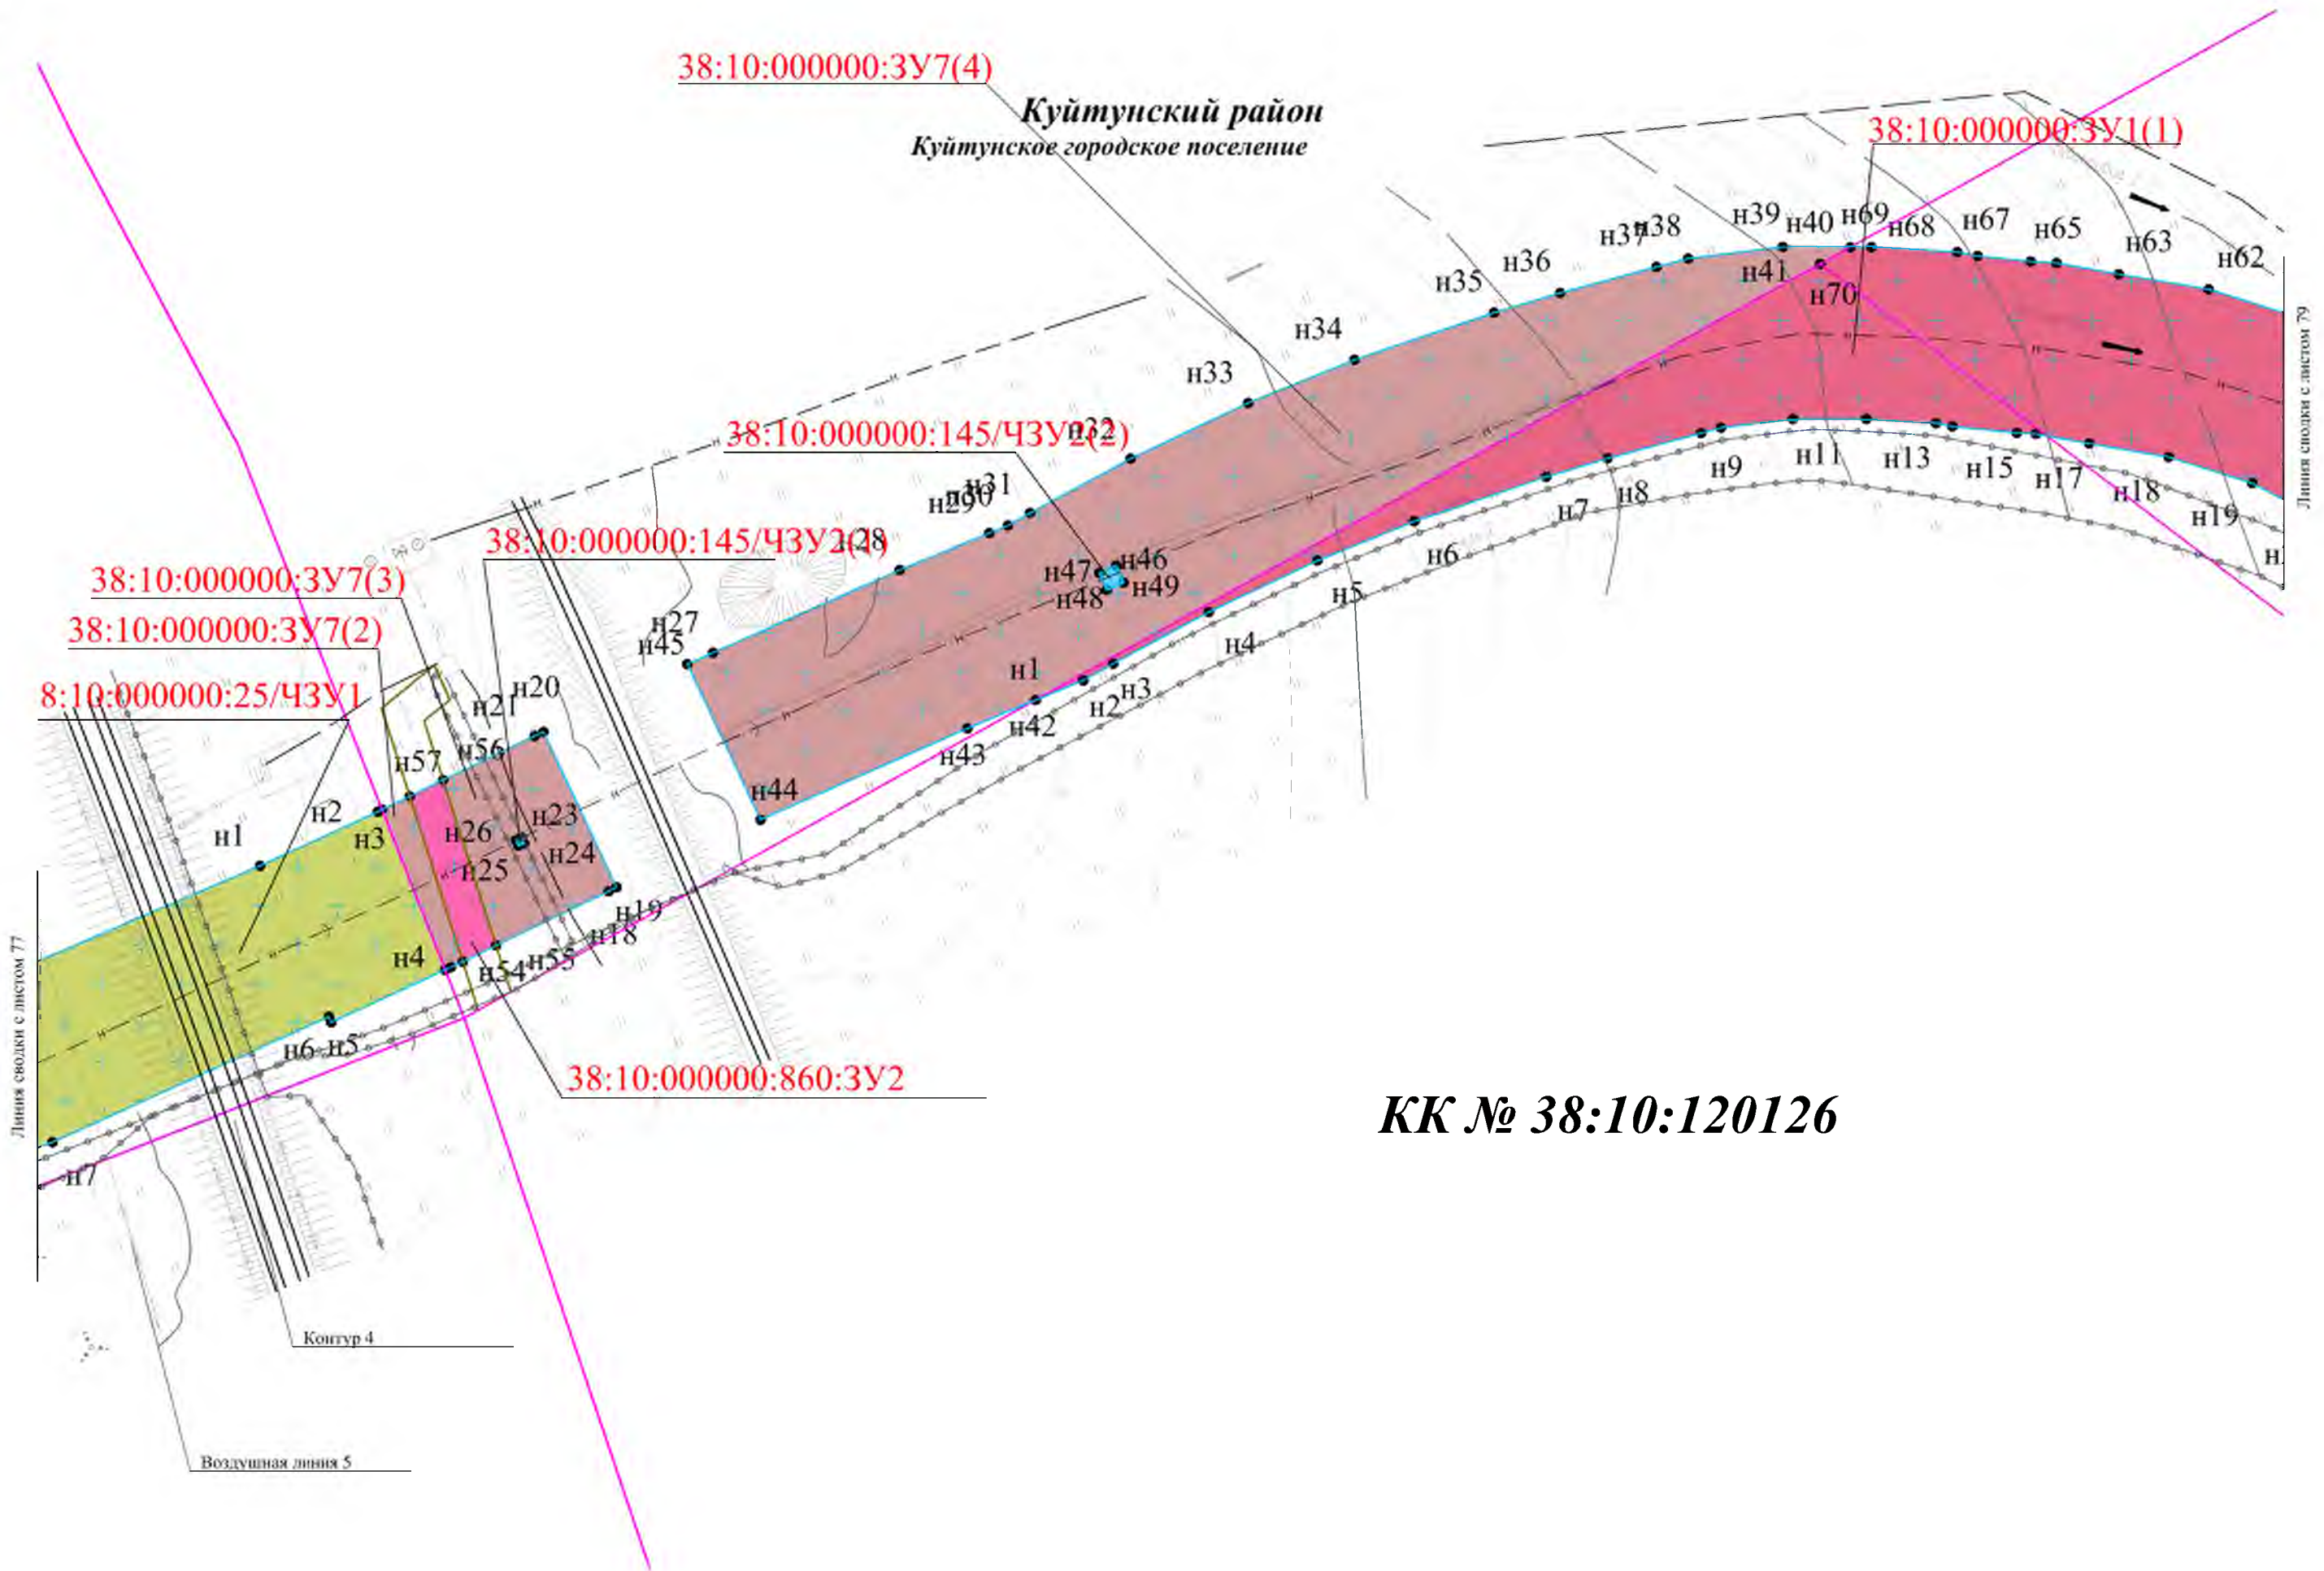 38:10:000000:ЗУ7(4)
Куйтунский район
Куйтунское городское поселение
38:10:000000:ЗУ1(1)
н39
н40
н69
н68
н67
н65
н63
н62
н37
н38
н36
н35
н41
н70
н34
н33
Линия сводки с листом 79
38:10:000000:145/ЧЗУ2(2)
н32
н31
н30
н29
н28
38:10:000000:145/ЧЗУ2(1)
38:10:000000:ЗУ7(3)
38:10:000000:ЗУ7(2)
8:10:000000:25/ЧЗУ1
н9
н11
н13
н15
н17
н18
н19
н7
н8
н6
н5
н4
н47
н46
н48
н49
н27
н45
н1
н3
н2
н42
н43
н44
н20
н21
н56
н57
н2
н1
н3
н26
н23
н24
н25
н19
н18
н4
н54
н55
н6
н5
н7
Линия сводки с листом 77
38:10:000000:860:ЗУ2
КК № 38:10:120126
Контур 4
Воздушная линия 5